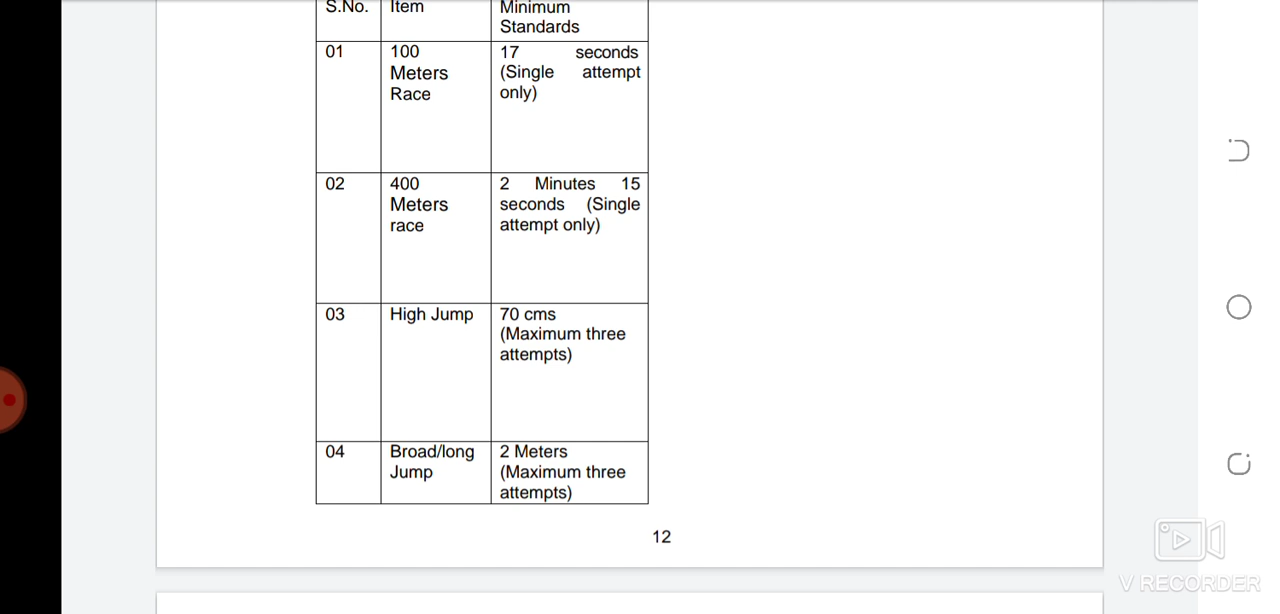 S.No. Item Minimum
Standards
01 100 17 seconds
Meters (Single attempt
Race only)
02 400 2 Minutes 15
Meters seconds (Single
race attempt only)
03 High Jump 70 cms
(Maximum three
attempts)
04 Broad/long 2 Meters
Jump (Maximum three
attempts)
12
V RECORDER